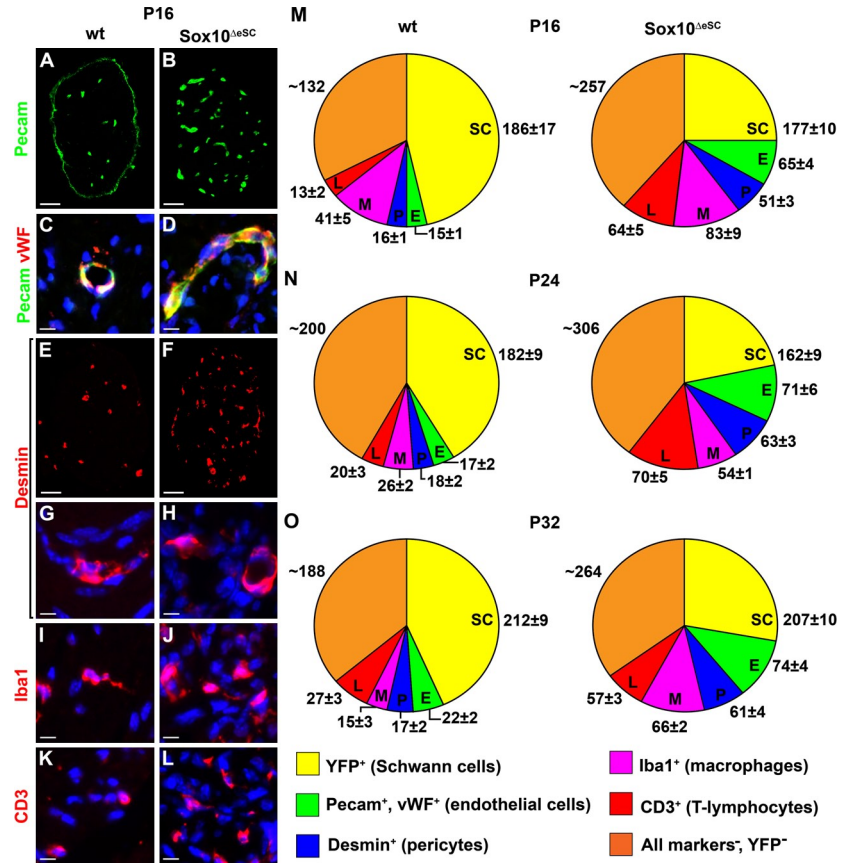 P16
wt
Sox10ΔeSC
A
B
Pecam
C
D
Pecam vWF
E
F
Desmin
G
H
I
J
Iba1
K
L
CD3
M
wt
P16
Sox10ΔeSC
~132
SC
186±17
13±2
L
M
P
E
41±5
16±1
15±1
~257
SC
177±10
E
65±4
P
51±3
M
83±9
L
64±5
N
P24
~200
SC
182±9
L
M
P
E
20±3
26±2
18±2
17±2
~306
SC
162±9
E
71±6
P
63±3
M
54±1
L
70±5
O
P32
~188
SC
212±9
L
M
P
E
27±3
15±3
17±2
22±2
~264
SC
207±10
E
74±4
P
61±4
M
66±2
L
57±3
YFP⁺ (Schwann cells)
Pecam⁺, vWF⁺ (endothelial cells)
Desmin⁺ (pericytes)
Iba1⁺ (macrophages)
CD3⁺ (T-lymphocytes)
All markers⁻, YFP⁻